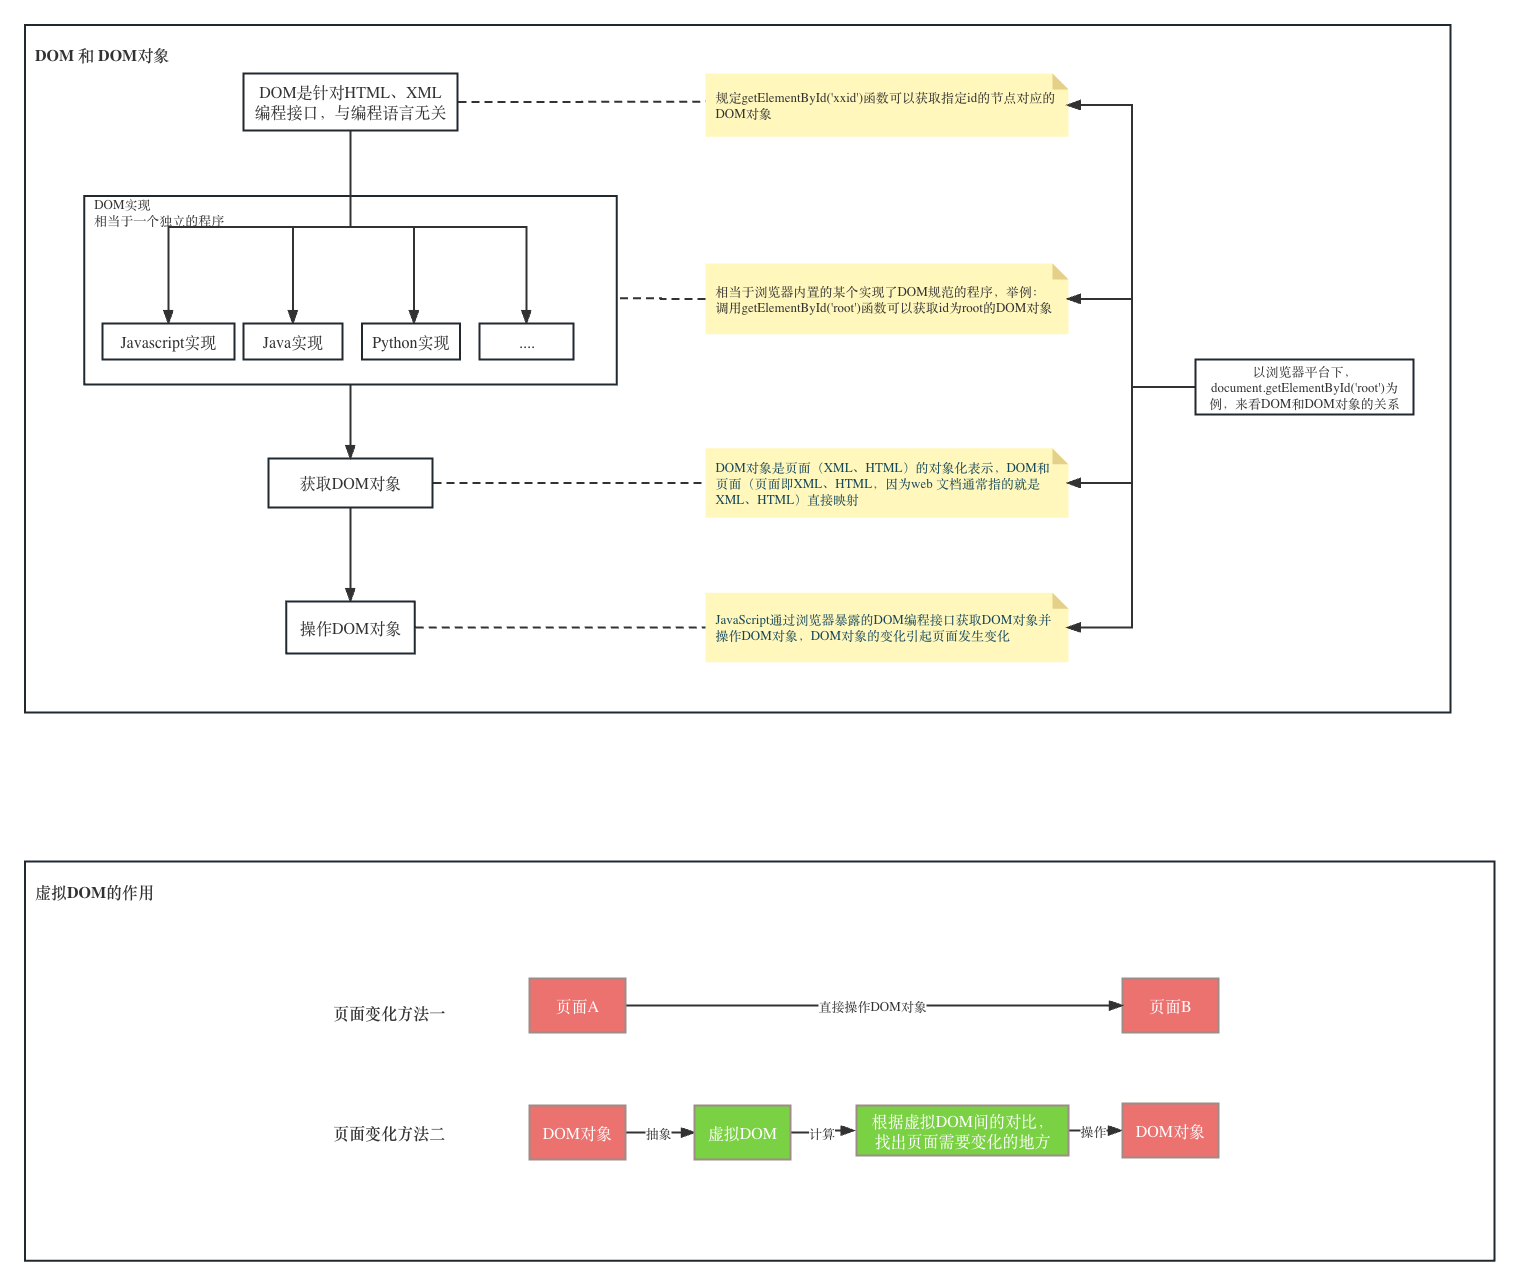 DOM 和 DOM对象
DOM是针对HTML、XML
编程接口，与编程语言无关
规定getElementById('xxid')函数可以获取指定id的节点对应的
DOM对象
DOM实现
相当于一个独立的程序
Javascript实现
Java实现
Python实现
....
相当于浏览器内置的某个实现了DOM规范的程序，举例：
调用getElementById('root')函数可以获取id为root的DOM对象
以浏览器平台下，
document.getElementById('root')为
例，来看DOM和DOM对象的关系
获取DOM对象
DOM对象是页面（XML、HTML）的对象化表示，DOM和
页面（页面即XML、HTML，因为web 文档通常指的就是
XML、HTML）直接映射
操作DOM对象
JavaScript通过浏览器暴露的DOM编程接口获取DOM对象并
操作DOM对象，DOM对象的变化引起页面发生变化
虚拟DOM的作用
页面变化方法一
页面A
直接操作DOM对象
页面B
页面变化方法二
DOM对象
抽象
虚拟DOM
计算
根据虚拟DOM间的对比，
找出页面需要变化的地方
操作
DOM对象